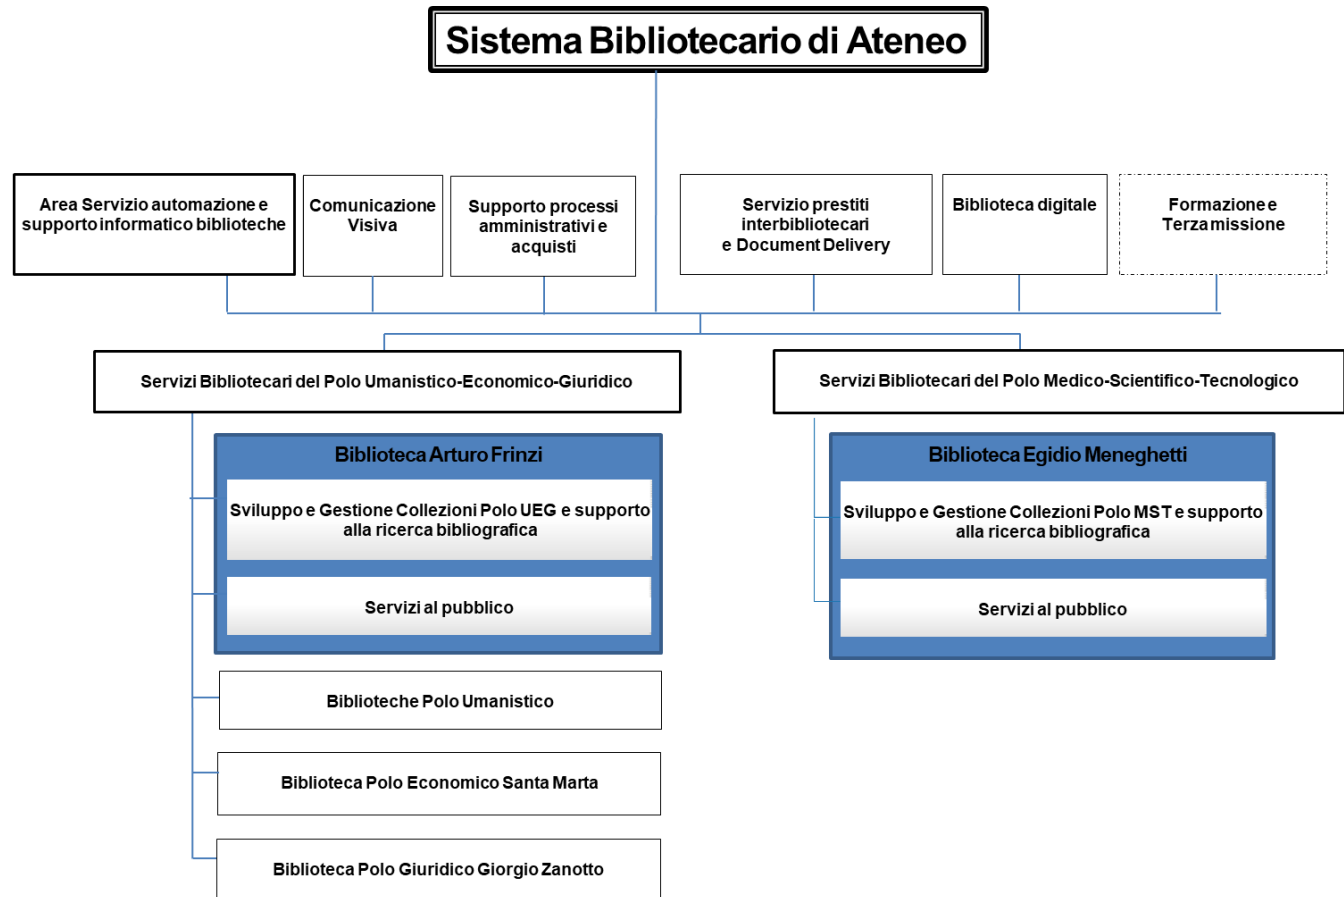 Sistema Bibliotecario di Ateneo
Area Servizio automazione e
supporto informatico biblioteche
Comunicazione
Visiva
Supporto processi
amministrativi e
acquisti
Servizio prestiti
interbibliotecari
e Document Delivery
Biblioteca digitale
Formazione e
Terza missione
Servizi Bibliotecari del Polo Umanistico-Economico-Giuridico
Servizi Bibliotecari del Polo Medico-Scientifico-Tecnologico
Biblioteca Arturo Frinzi
Sviluppo e Gestione Collezioni Polo UEG e supporto
alla ricerca bibliografica
Servizi al pubblico
Biblioteca Egidio Meneghetti
Sviluppo e Gestione Collezioni Polo MST e supporto
alla ricerca bibliografica
Servizi al pubblico
Biblioteche Polo Umanistico
Biblioteca Polo Economico Santa Marta
Biblioteca Polo Giuridico Giorgio Zanotto